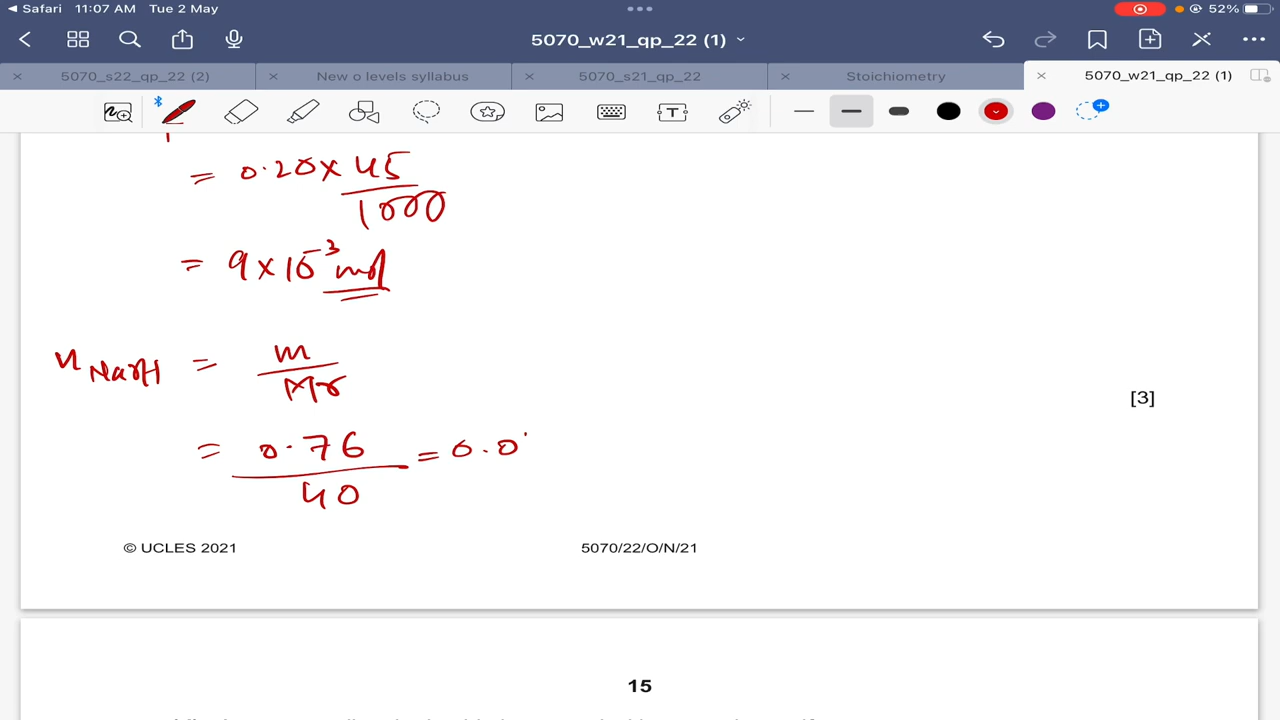 Safari 11:07 AM Tue 2 May 52%
5070_w21_qp_22 (1)
5070_s22_qp_22 (2) New o levels syllabus 5070_s21_qp_22 Stoichiometry 5070_w21_qp_22 (1)
= 0.20 × 45
1000
= 9 × 10⁻³ mol
n NaOH = m
Mr
[3]
= 0.76 = 0.0
40
© UCLES 2021 5070/22/O/N/21
15